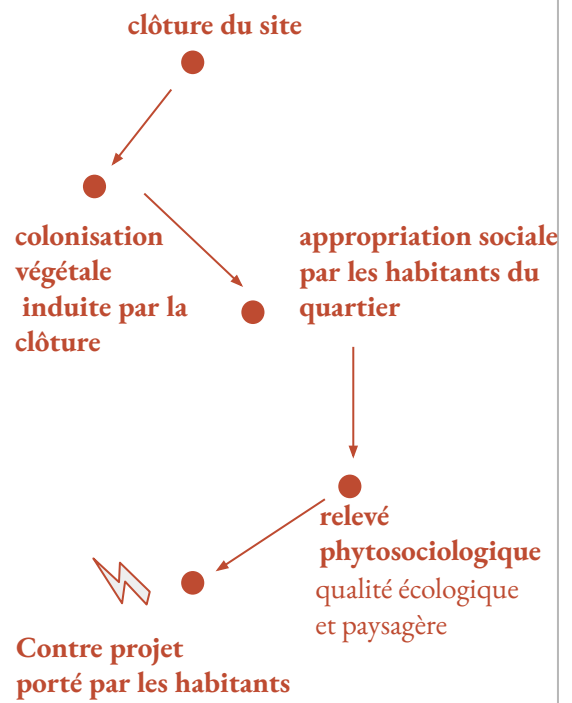 clôture du site
colonisation
végétale
induite par la
clôture
appropriation sociale
par les habitants du
quartier
relevé
phytosociologique
qualité écologique
et paysagère
Contre projet
porté par les habitants